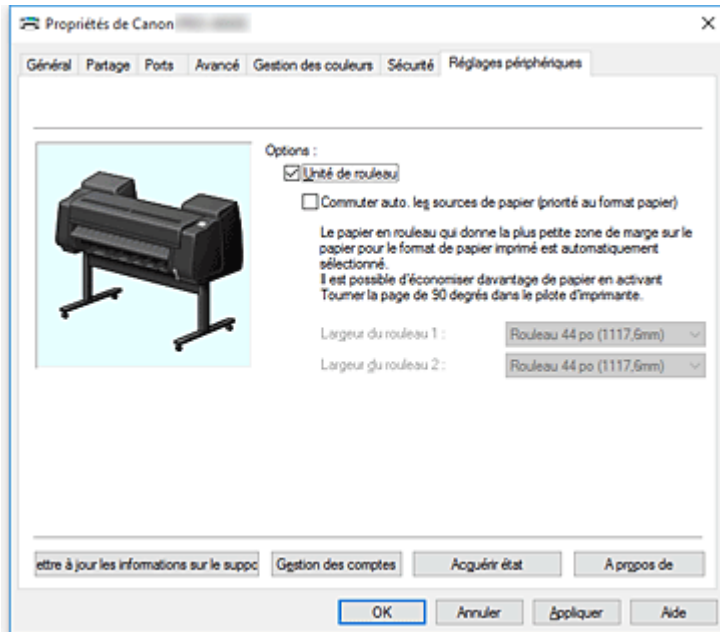 Propriétés de Canon
Général Partage Ports Avancé Gestion des couleurs Sécurité Réglages périphériques
Options :
Unité de rouleau
Commuter auto. les sources de papier (priorité au format papier)
Le papier en rouleau qui donne la plus petite zone de marge sur le
papier pour le format de papier imprimé est automatiquement
sélectionné.
Il est possible d'économiser davantage de papier en activant
Tourner la page de 90 degrés dans le pilote d'imprimante.
Largeur du rouleau 1 : Rouleau 44 po (1117,6mm)
Largeur du rouleau 2 : Rouleau 44 po (1117,6mm)
ettre à jour les informations sur le suppo Gestion des comptes Acquérir état A propos de
OK Annuler Appliquer Aide